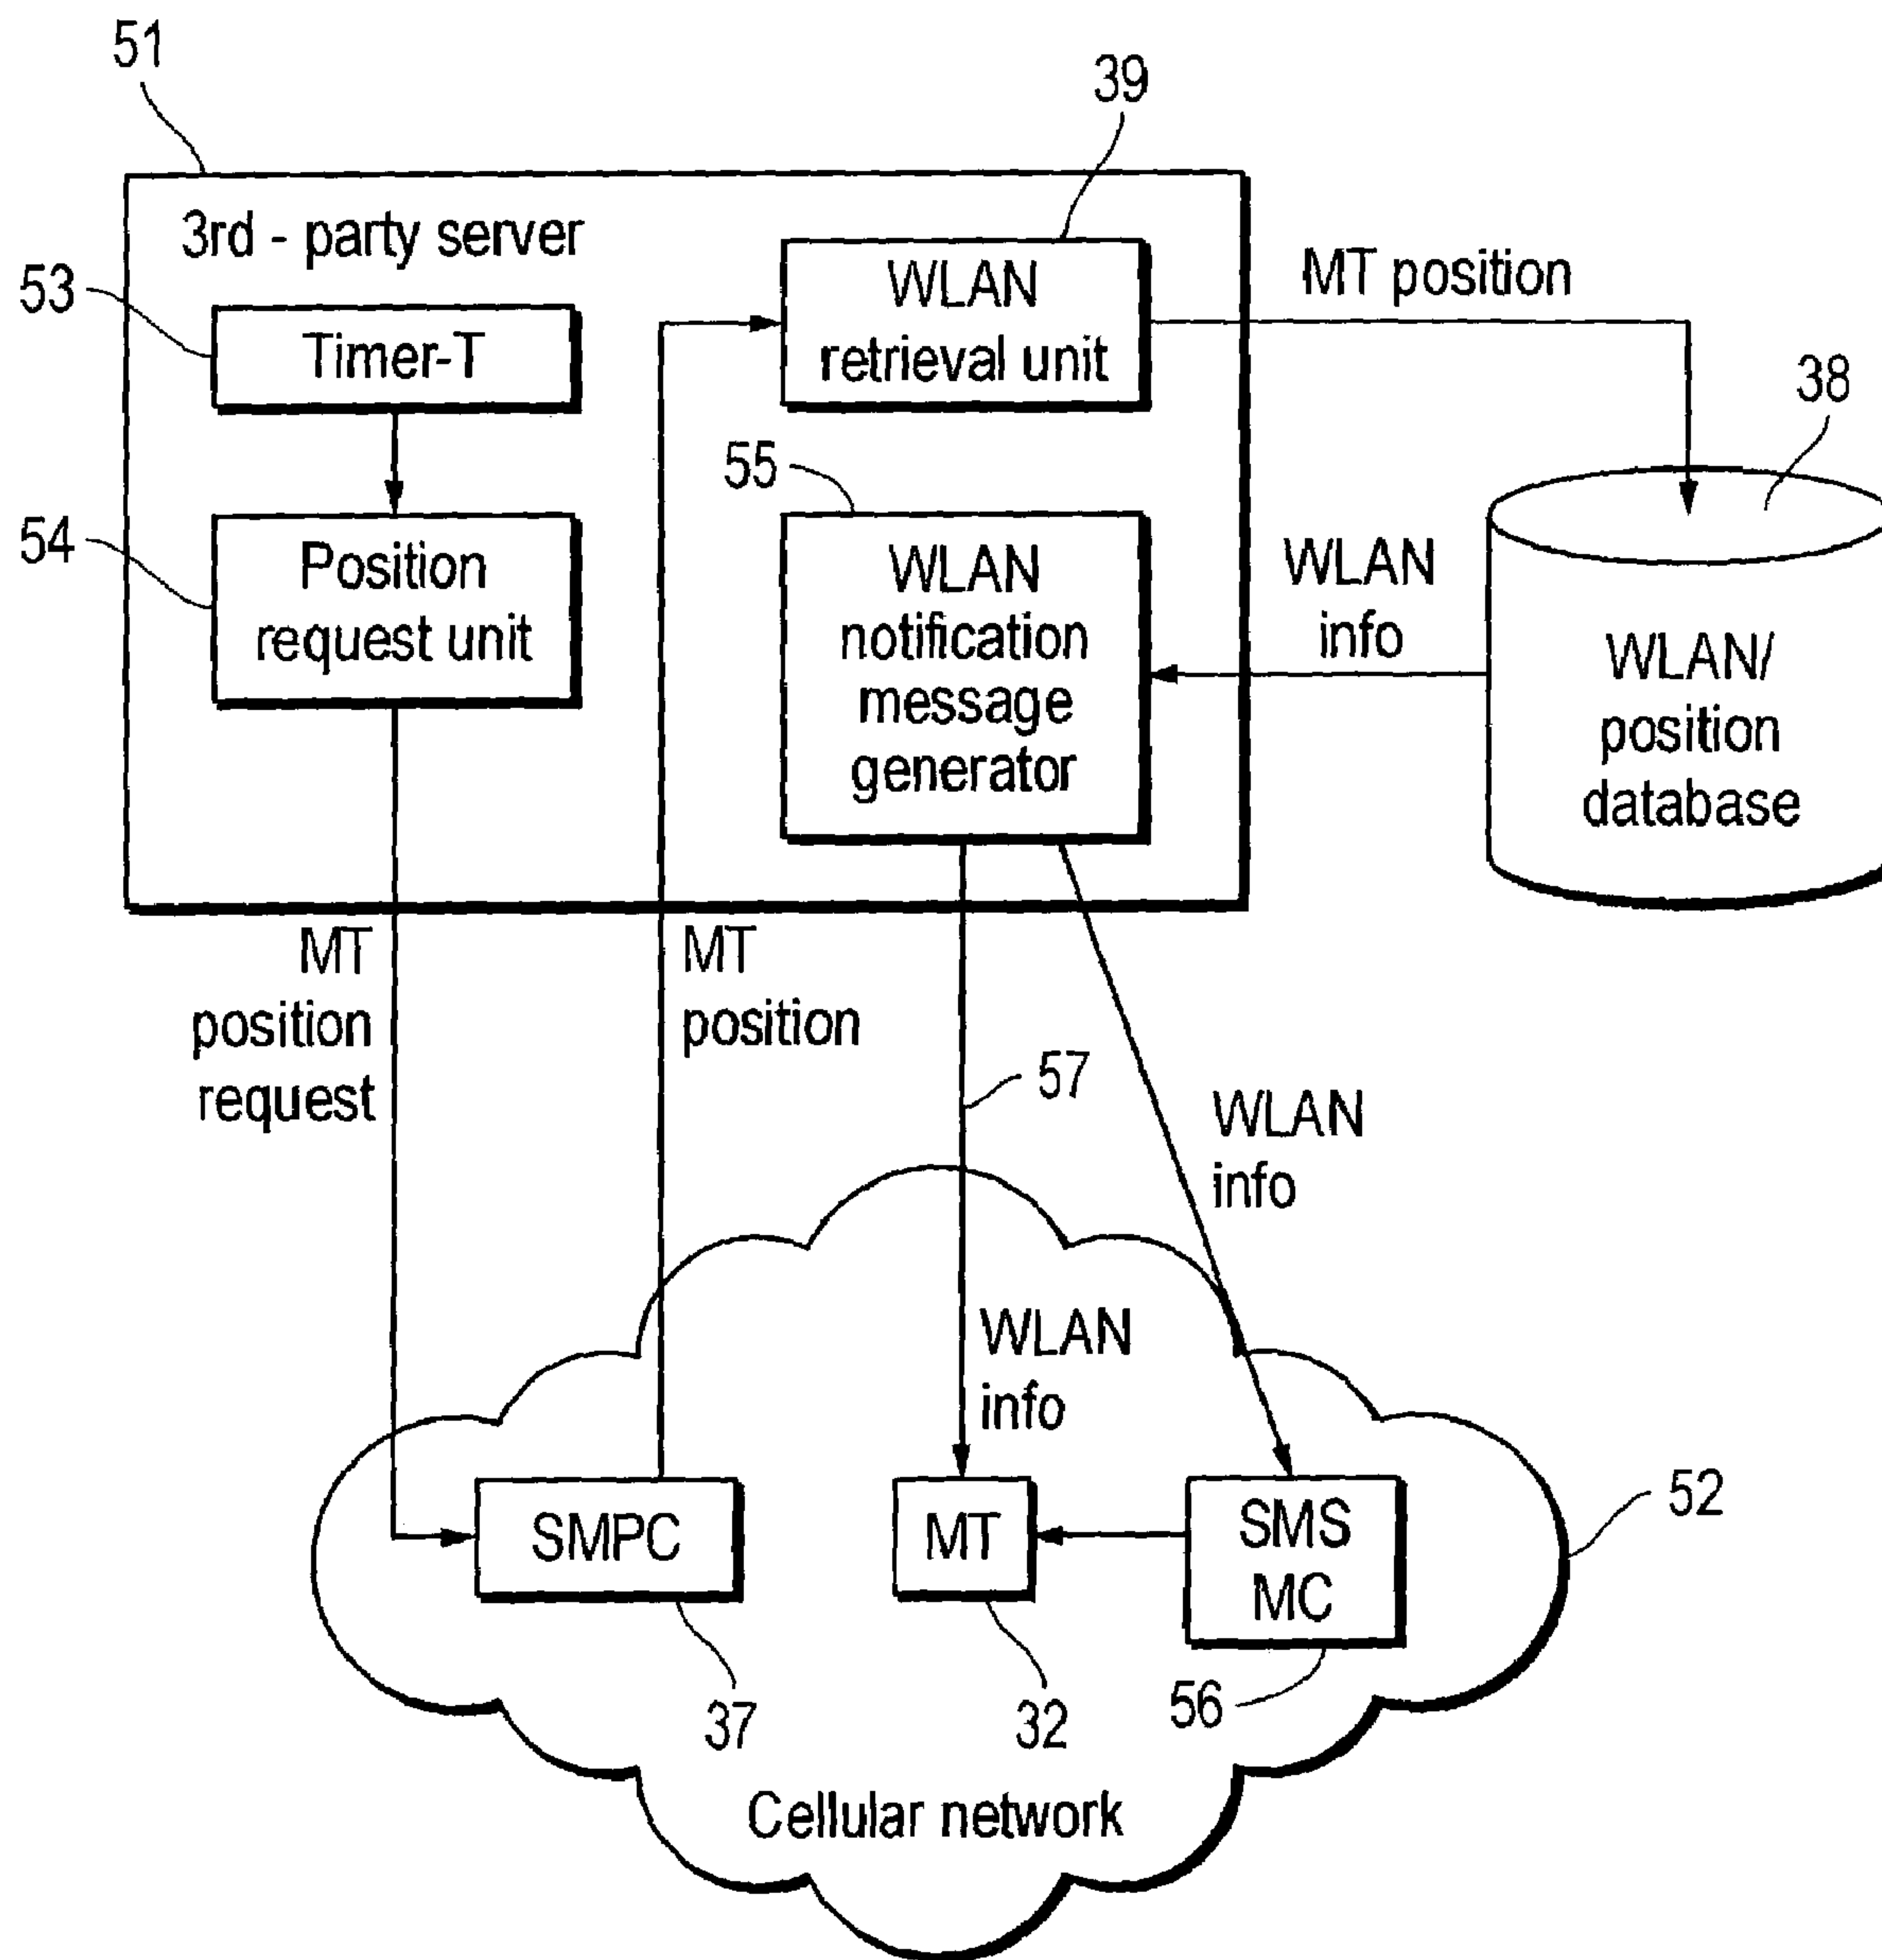 51
39
3rd - party server
53
Timer-T
WLAN
retrieval unit
MT position
38
54
Position
request unit
55
WLAN
notification
message
generator
WLAN
info
WLAN/
position
database
MT
position
request
MT
position
57
WLAN
info
WLAN
info
SMPC
MT
SMS
MC
52
37
32
56
Cellular network